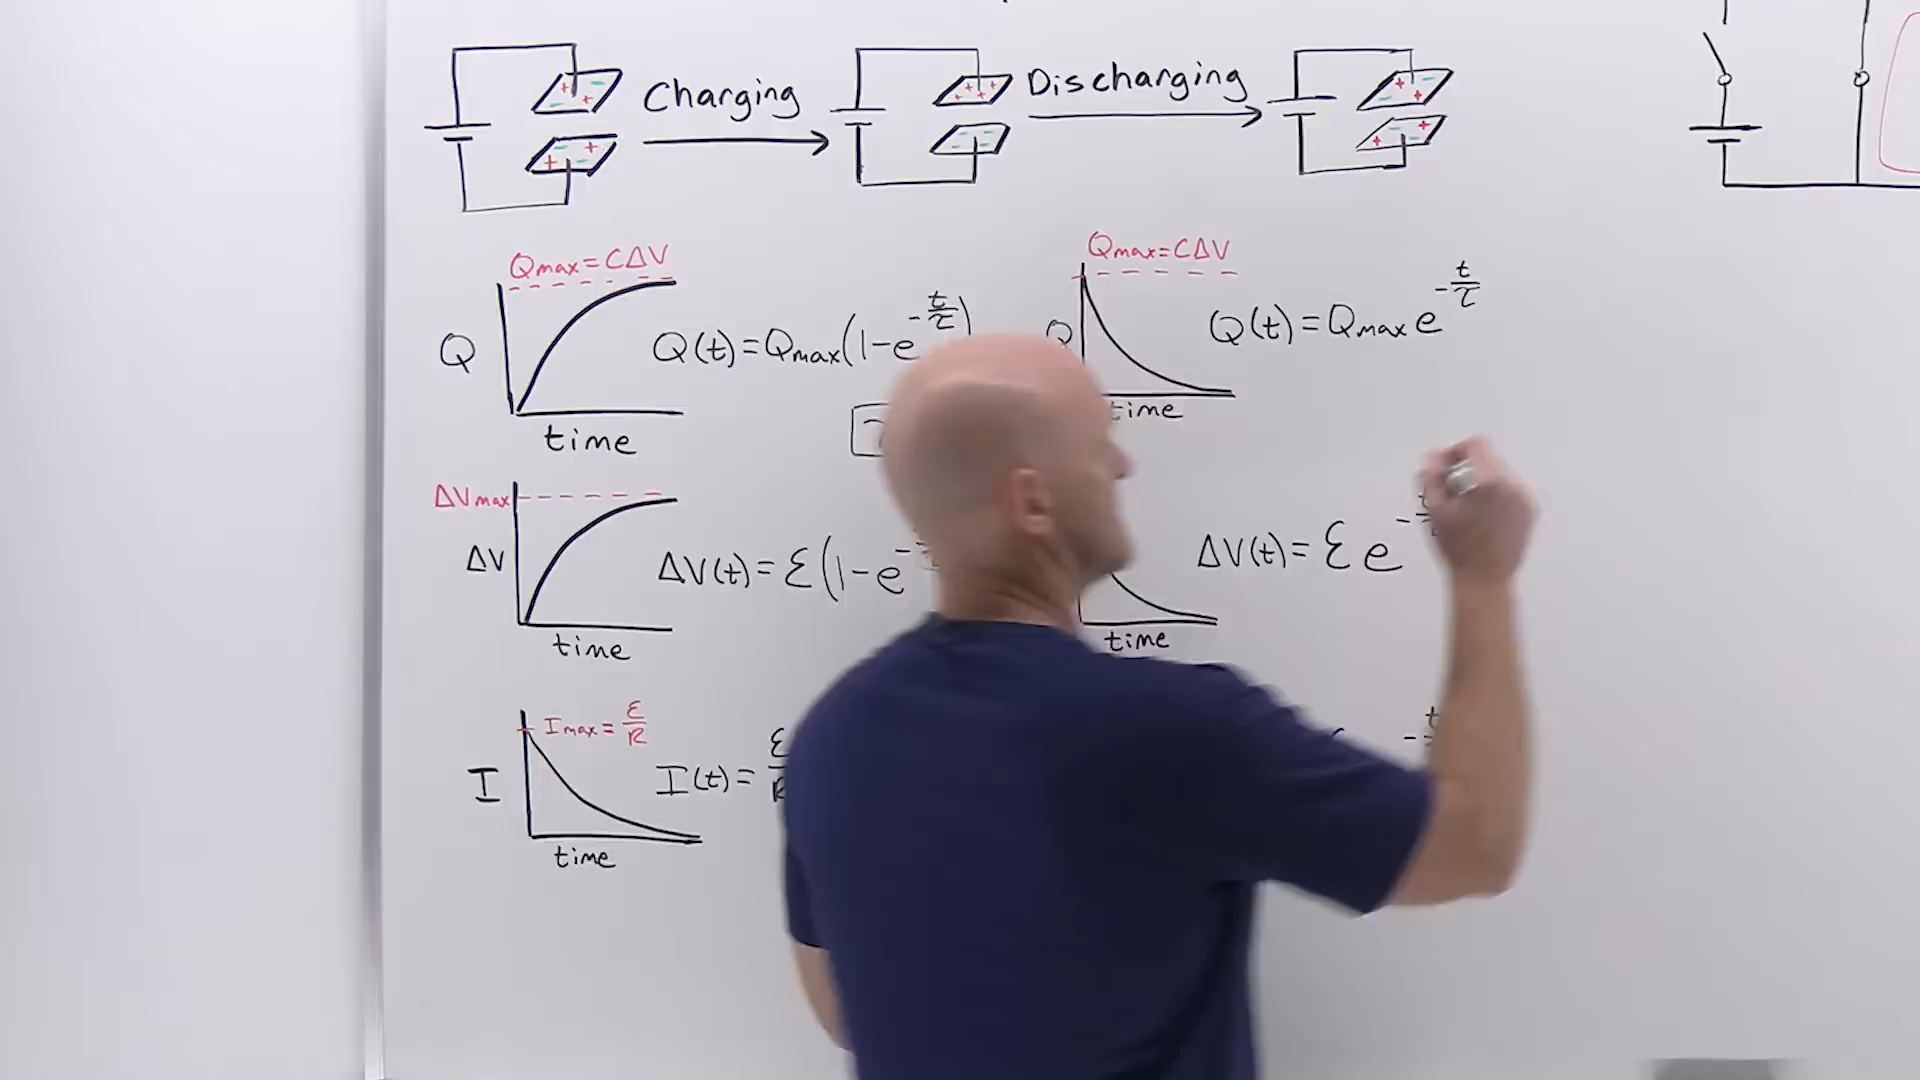 Charging
Discharging
Qmax=CΔV
Q
time
Q(t)=Qmax(1-e^-t/τ)
Qmax=CΔV
Q
time
Q(t)=Qmax e^-t/τ
ΔVmax
ΔV
time
ΔV(t)=ℰ(1-e^-
time
ΔV(t)=ℰ e^-t
Imax=ℰ/R
I
time
I(t)=ℰ/R
-t